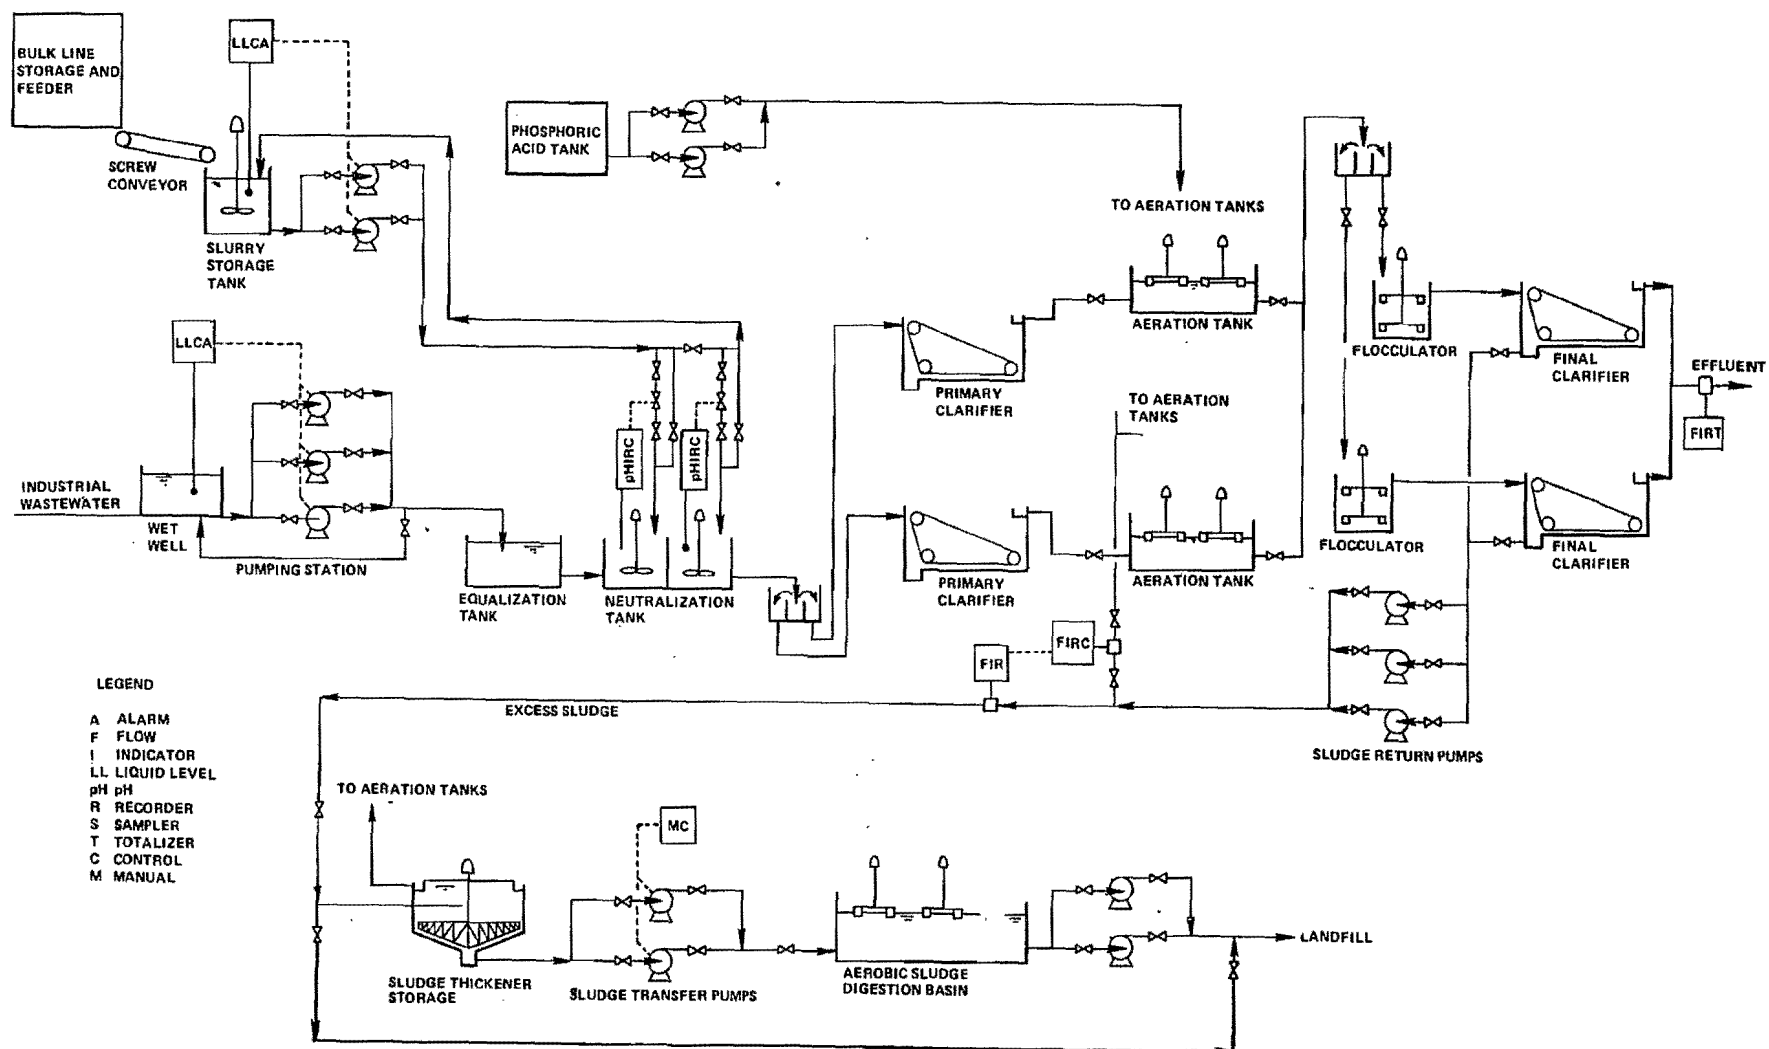 BULK LINE
STORAGE AND
FEEDER
LLCA
SCREW
CONVEYOR
SLURRY
STORAGE
TANK
PHOSPHORIC
ACID TANK
TO AERATION TANKS
AERATION TANK
FLOCCULATOR
FINAL
CLARIFIER
EFFLUENT
FIRT
LLCA
INDUSTRIAL
WASTEWATER
WET
WELL
PUMPING STATION
EQUALIZATION
TANK
pHIRC
pHIRC
NEUTRALIZATION
TANK
PRIMARY
CLARIFIER
TO AERATION
TANKS
PRIMARY
CLARIFIER
AERATION TANK
FLOCCULATOR
FINAL
CLARIFIER
FIR
FIRC
EXCESS SLUDGE
SLUDGE RETURN PUMPS
LEGEND
A ALARM
F FLOW
I INDICATOR
LL LIQUID LEVEL
pH pH
R RECORDER
S SAMPLER
T TOTALIZER
C CONTROL
M MANUAL
TO AERATION TANKS
MC
SLUDGE THICKENER
STORAGE
SLUDGE TRANSFER PUMPS
AEROBIC SLUDGE
DIGESTION BASIN
LANDFILL